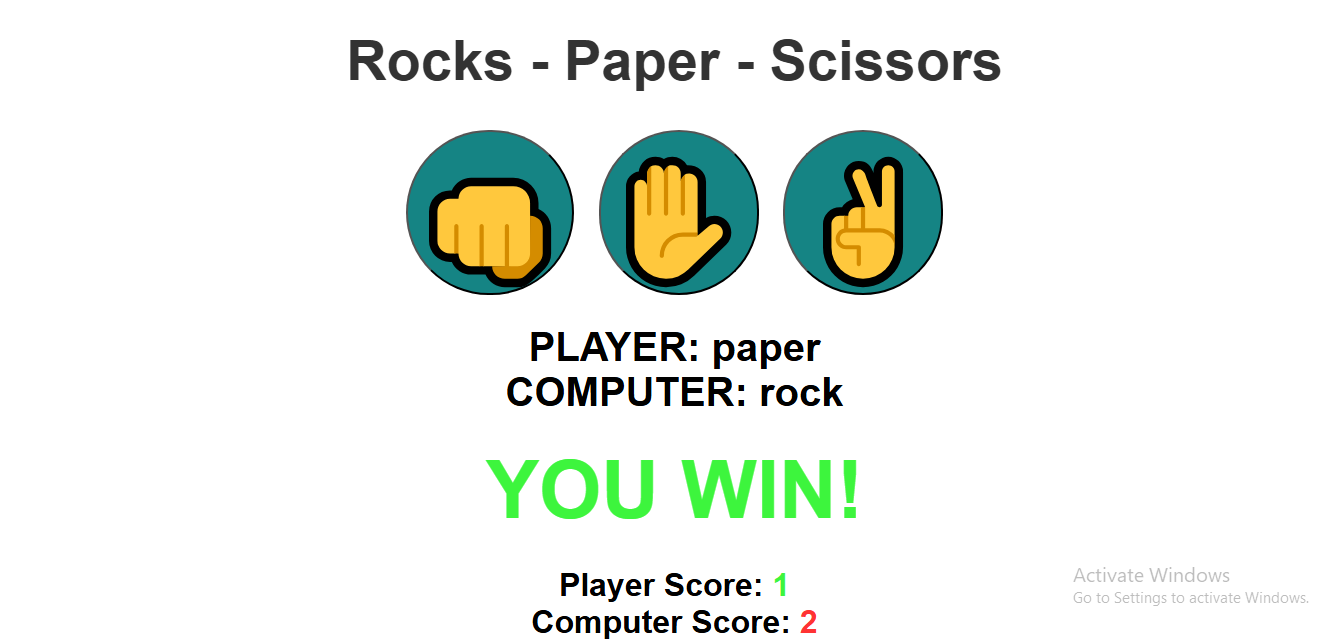 Rocks - Paper - Scissors
PLAYER: paper
COMPUTER: rock
YOU WIN!
Player Score: 1
Computer Score: 2
Activate Windows
Go to Settings to activate Windows.